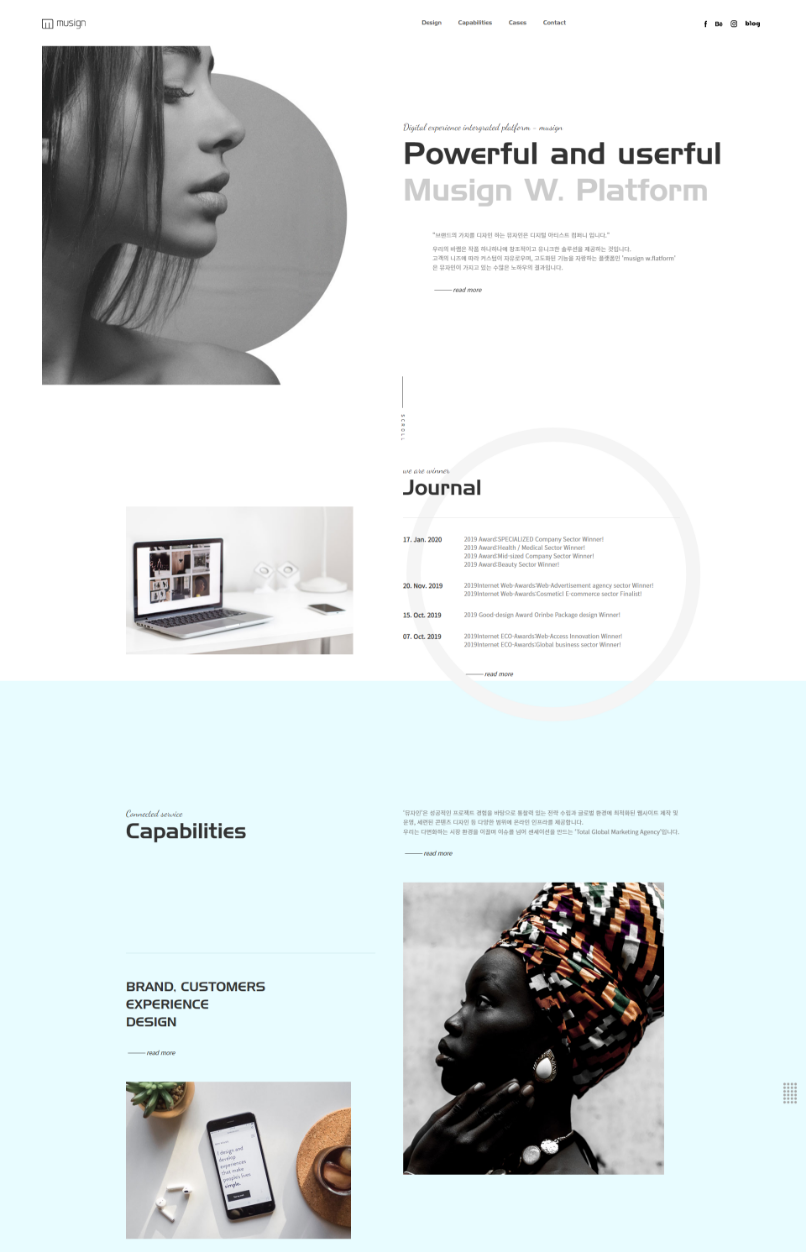 musign
Design Capabilities Cases Contact
blog
Digital experience intergrated platform - musign
Powerful and userful
Musign W. Platform
"브랜드의 가치를 디자인 하는 뮤자인은 디지털 아티스트 컴퍼니 입니다."
우리의 바램은 작품 하나하나에 창조적이고 유니크한 솔루션을 제공하는 것입니다.
고객의 니즈에 따라 커스텀이 자유로우며, 고도화된 기능을 자랑하는 플랫폼인 'musign w.flatform'
은 뮤자인이 가지고 있는 수많은 노하우의 결과입니다.
read more
SCROLL
we are winner
Journal
17. Jan. 2020
2019 Award:SPECIALIZED Company Sector Winner!
2019 Award:Health / Medical Sector Winner!
2019 Award:Mid-sized Company Sector Winner!
2019 Award:Beauty Sector Winner!
20. Nov. 2019
2019Internet Web-Awards:Web-Advertisement agency sector Winner!
2019Internet Web-Awards:Cosmetict E-commerce sector Finalist!
15. Oct. 2019
2019 Good-design Award Orinbe Package design Winner!
07. Oct. 2019
2019Internet ECO-Awards:Web-Access Innovation Winner!
2019Internet ECO-Awards:Global business sector Winner!
read more
Connected service
Capabilities
'뮤자인'은 성공적인 프로젝트 경험을 바탕으로 통찰력 있는 전략 수립과 글로벌 환경에 최적화된 웹사이트 제작 및
운영, 세련된 콘텐츠 디자인 등 다양한 범위에 온라인 인프라를 제공합니다.
우리는 다변화하는 시장 환경을 이끌며 이슈를 넘어 센세이션을 만드는 'Total Global Marketing Agency'입니다.
read more
BRAND. CUSTOMERS
EXPERIENCE
DESIGN
read more
I design and
develop
experiences
that make
people's lives
simple.